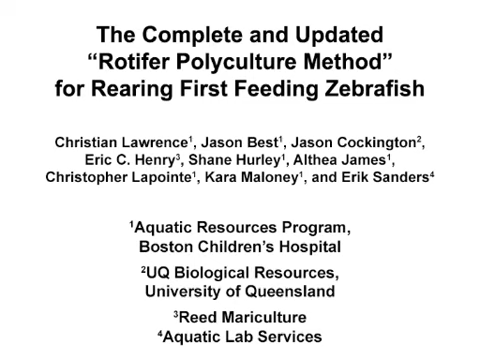 The Complete and Updated
“Rotifer Polyculture Method”
for Rearing First Feeding Zebrafish
Christian Lawrence¹, Jason Best¹, Jason Cockington²,
Eric C. Henry³, Shane Hurley¹, Althea James¹,
Christopher Lapointe¹, Kara Maloney¹, and Erik Sanders⁴
¹Aquatic Resources Program,
Boston Children’s Hospital
²UQ Biological Resources,
University of Queensland
³Reed Mariculture
⁴Aquatic Lab Services